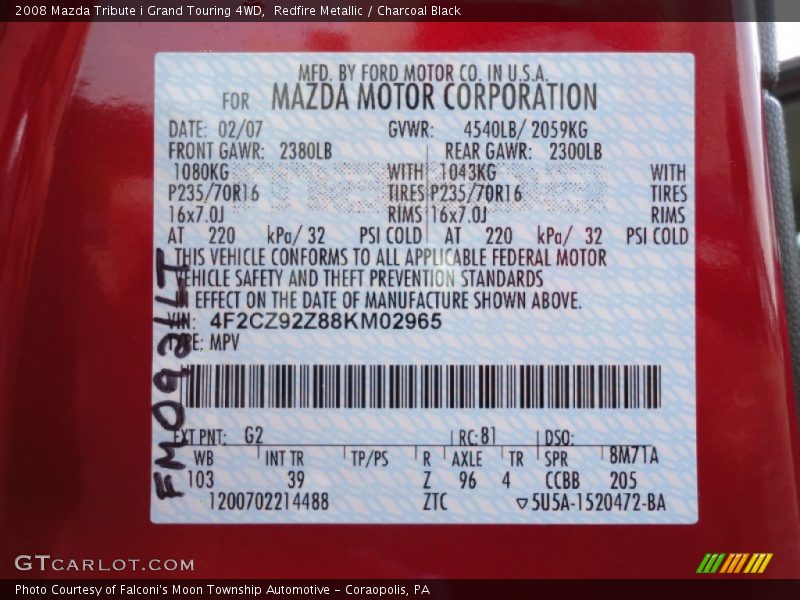 2008 Mazda Tribute i Grand Touring 4WD,  Redfire Metallic / Charcoal Black
MFD. BY FORD MOTOR CO. IN U.S.A.
FOR MAZDA MOTOR CORPORATION
DATE: 02/07 GVWR: 4540LB/ 2059KG
FRONT GAWR: 2380LB REAR GAWR: 2300LB
1080KG WITH 1043KG WITH
P235/70R16 TIRES P235/70R16 TIRES
16x7.0J RIMS 16x7.0J RIMS
AT 220 kPa/ 32 PSI COLD AT 220 kPa/ 32 PSI COLD
THIS VEHICLE CONFORMS TO ALL APPLICABLE FEDERAL MOTOR
VEHICLE SAFETY AND THEFT PREVENTION STANDARDS
IN EFFECT ON THE DATE OF MANUFACTURE SHOWN ABOVE.
VIN: 4F2CZ92Z88KM02965
MPV
EXT PNT: G2 RC: 81 DSO:
WB INT TR TP/PS R AXLE TR SPR 8M71A
103 39 Z 96 4 CCBB 205
1200702214488 ZTC 5U5A-1520472-BA
GTCARLOT.COM
Photo Courtesy of Falconi's Moon Township Automotive - Coraopolis, PA